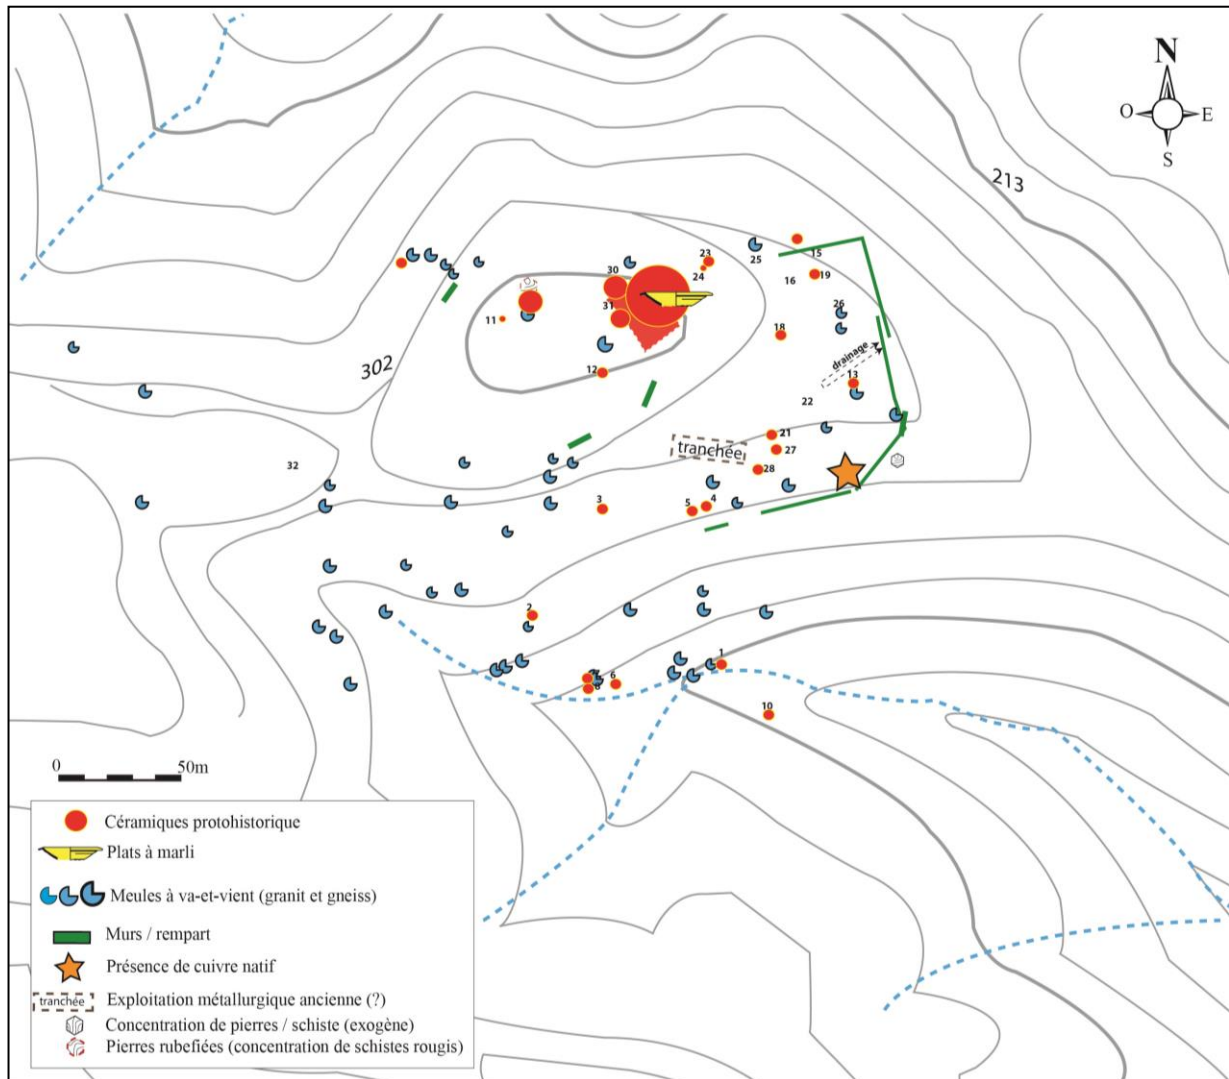 N
O
E
S
213
302
15
25
23
24
30
31
16
19
26
11
18
drainage
12
13
22
21
27
28
tranchée
32
3
5
4
2
1
6
8
10
0
50m
Céramiques protohistorique
Plats à marli
Meules à va-et-vient (granit et gneiss)
Murs / rempart
Présence de cuivre natif
tranchée
Exploitation métallurgique ancienne (?)
Concentration de pierres / schiste (exogène)
Pierres rubefiées (concentration de schistes rougis)